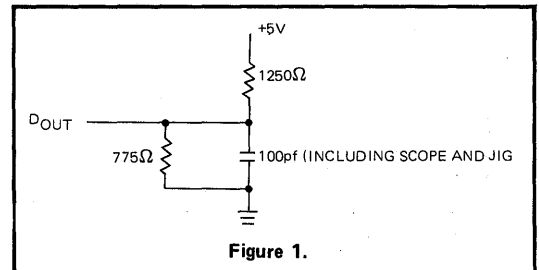 +5V
1250Ω
DOUT
775Ω
100pf (INCLUDING SCOPE AND JIG
Figure 1.